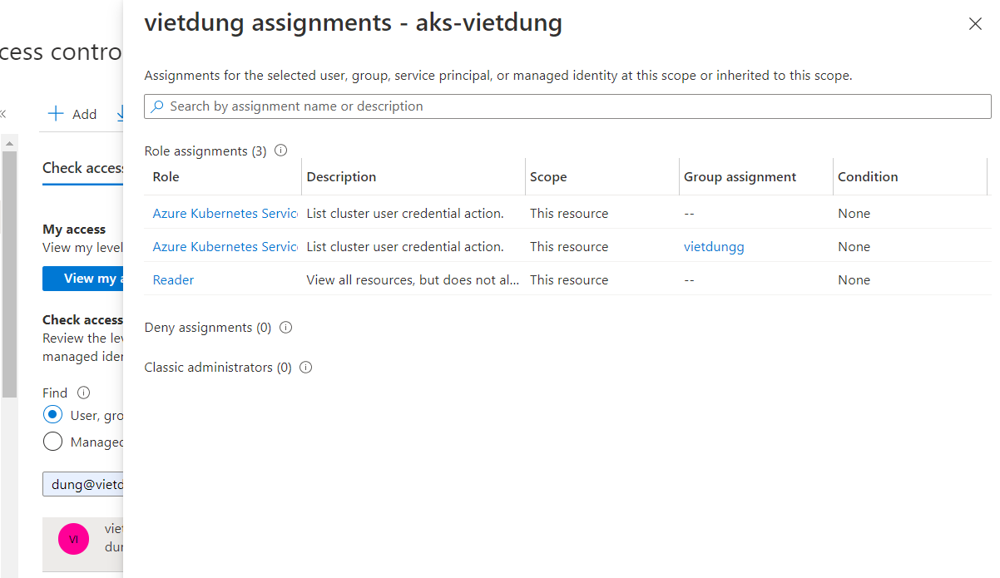 vietdung assignments - aks-vietdung
cess contro
Assignments for the selected user, group, service principal, or managed identity at this scope or inherited to this scope.
Add
Search by assignment name or description
Role assignments (3)
Role Description Scope Group assignment Condition
Azure Kubernetes Servic List cluster user credential action. This resource -- None
Azure Kubernetes Servic List cluster user credential action. This resource vietdungg None
Reader View all resources, but does not al... This resource -- None
Deny assignments (0)
Classic administrators (0)
Check access
My access
View my level
View my a
Check access
Review the lev
managed iden
Find
User, gro
Managed
dung@vietd
VI
viet
dun